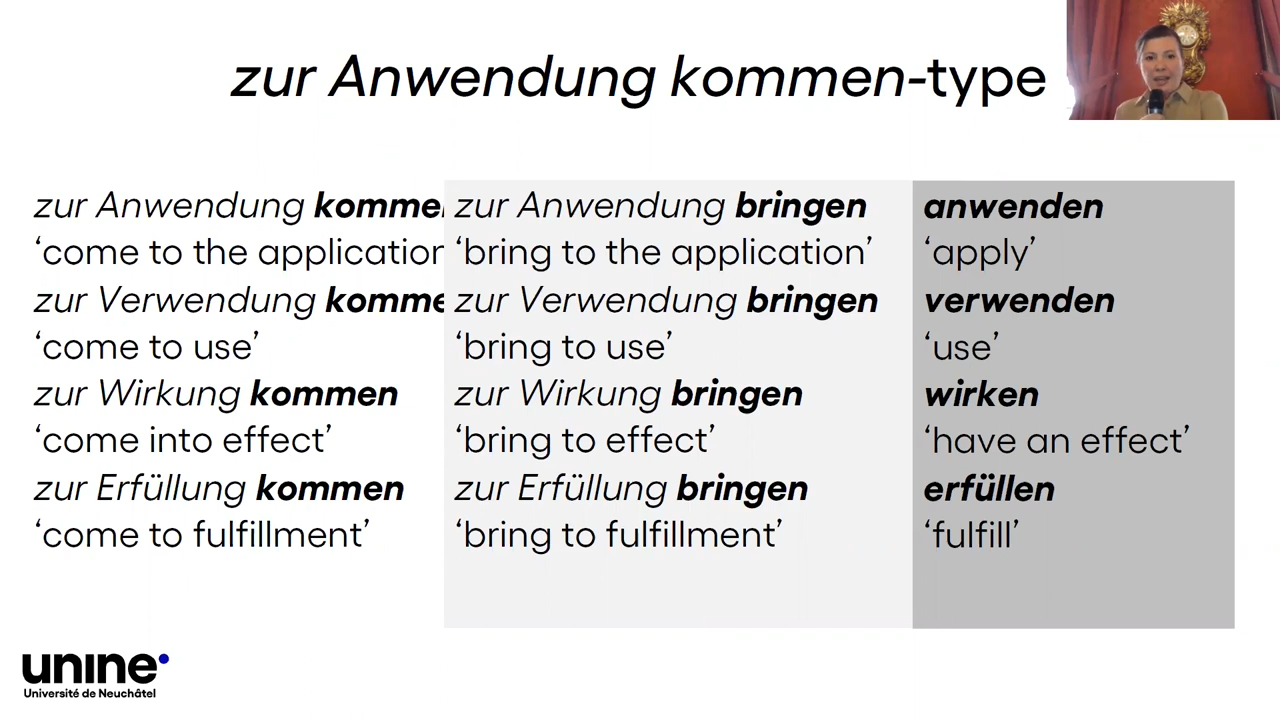 zur Anwendung kommen-type
zur Anwendung komme
‘come to the application
zur Verwendung komme
‘come to use’
zur Wirkung kommen
‘come into effect’
zur Erfüllung kommen
‘come to fulfillment’
zur Anwendung bringen
‘bring to the application’
zur Verwendung bringen
‘bring to use’
zur Wirkung bringen
‘bring to effect’
zur Erfüllung bringen
‘bring to fulfillment’
anwenden
‘apply’
verwenden
‘use’
wirken
‘have an effect’
erfüllen
‘fulfill’
unine
Université de Neuchâtel